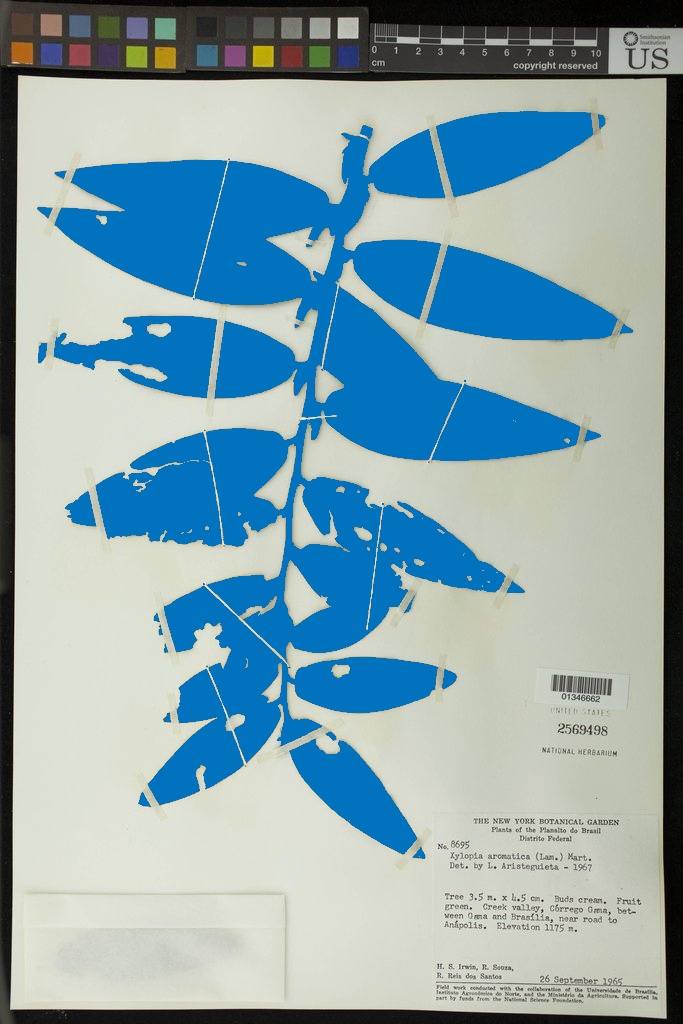 0 1 2 3 4 5 6 7 8 9 10
cm
copyright reserved
Smithsonian
Institution
US
01346662
UNITED STATES
2569498
NATIONAL HERBARIUM
THE NEW YORK BOTANICAL GARDEN
Plants of the Planalto do Brasil
Distrito Federal
No. 8695
Xylopia aromatica (Lam.) Mart.
Det. by L. Aristeguieta - 1967
Tree 3.5 m. x 4.5 cm. Buds cream. Fruit
green. Creek valley, Córrego Gama, bet-
ween Gama and Brasília, near road to
Anápolis. Elevation 1175 m.
H. S. Irwin, R. Souza,
R. Reis dos Santos
26 September 1965
Field work conducted with the collaboration of the Universidade de Brasília,
Instituto Agronômico do Norte, and the Ministério da Agricultura. Supported in
part by funds from the National Science Foundation.